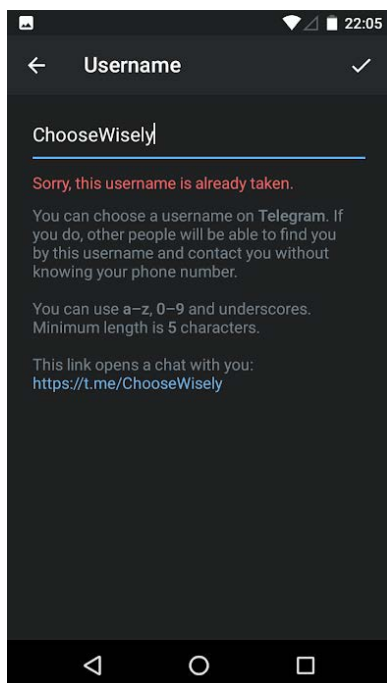 22:05
Username
ChooseWisely
Sorry, this username is already taken.
You can choose a username on Telegram. If
you do, other people will be able to find you
by this username and contact you without
knowing your phone number.
You can use a–z, 0–9 and underscores.
Minimum length is 5 characters.
This link opens a chat with you:
https://t.me/ChooseWisely